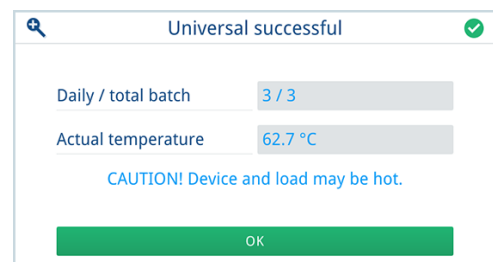 Universal successful
Daily / total batch 3 / 3
Actual temperature 62.7 °C
CAUTION! Device and load may be hot.
OK